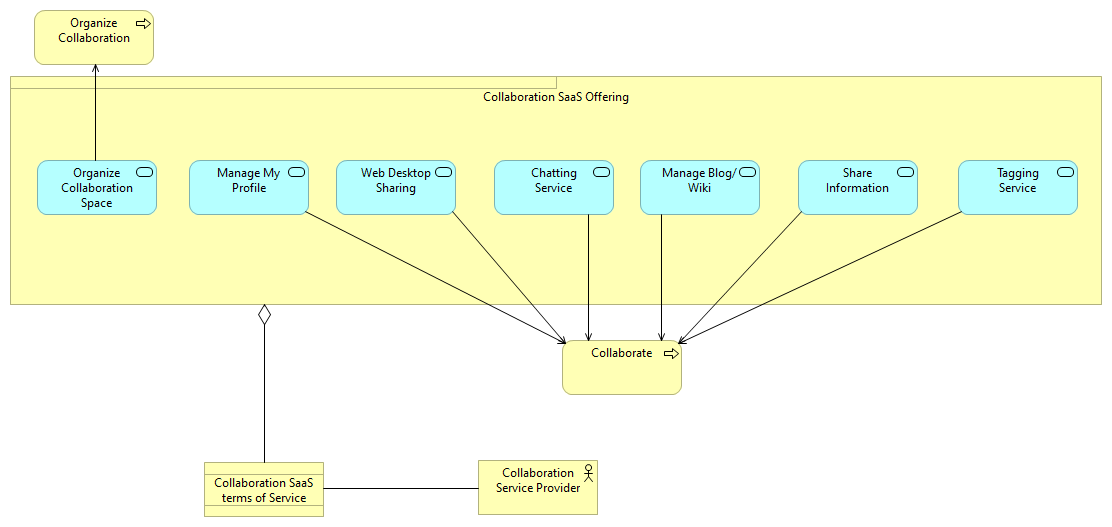 Organize
Collaboration
Collaboration SaaS Offering
Organize
Collaboration
Space
Manage My
Profile
Web Desktop
Sharing
Chatting
Service
Manage Blog/
Wiki
Share
Information
Tagging
Service
Collaborate
Collaboration SaaS
terms of Service
Collaboration
Service Provider